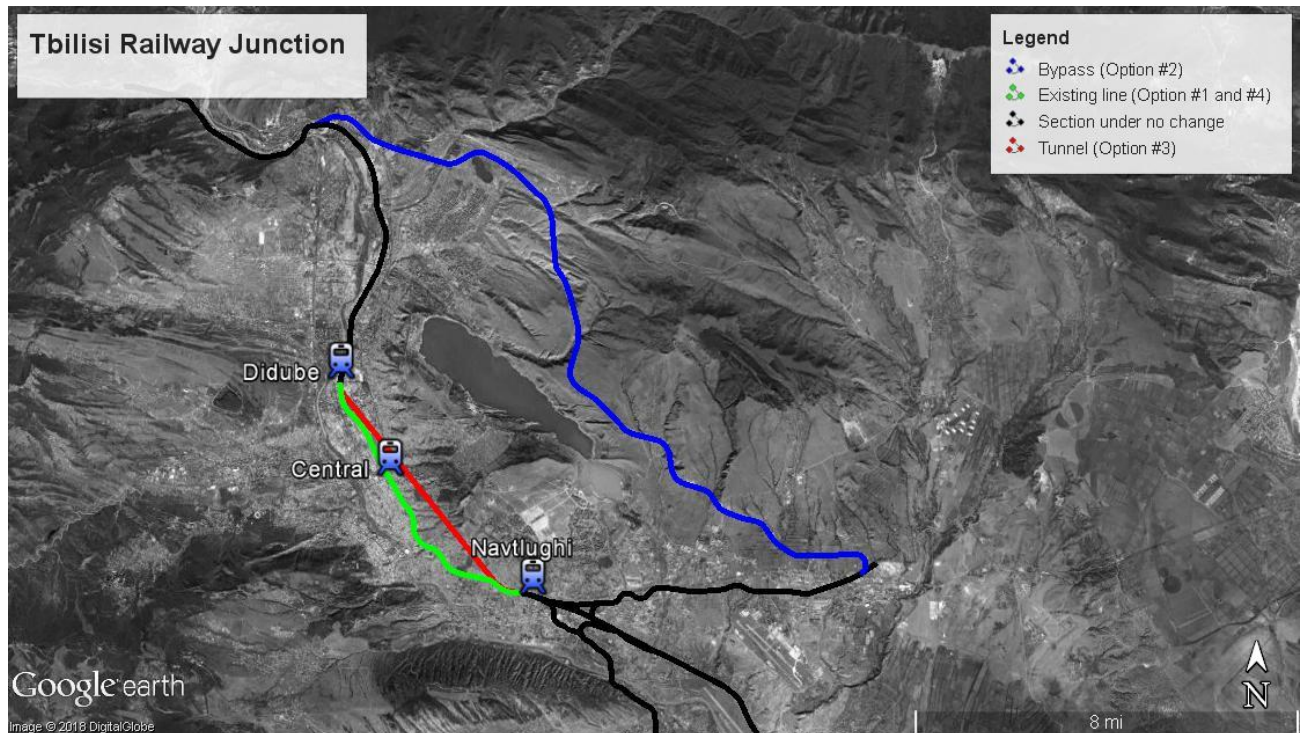 Tbilisi Railway Junction
Legend
Bypass (Option #2)
Existing line (Option #1 and #4)
Section under no change
Tunnel (Option #3)
Didube
Central
Navtlughi
Google earth
Image © 2018 DigitalGlobe
N
8 mi